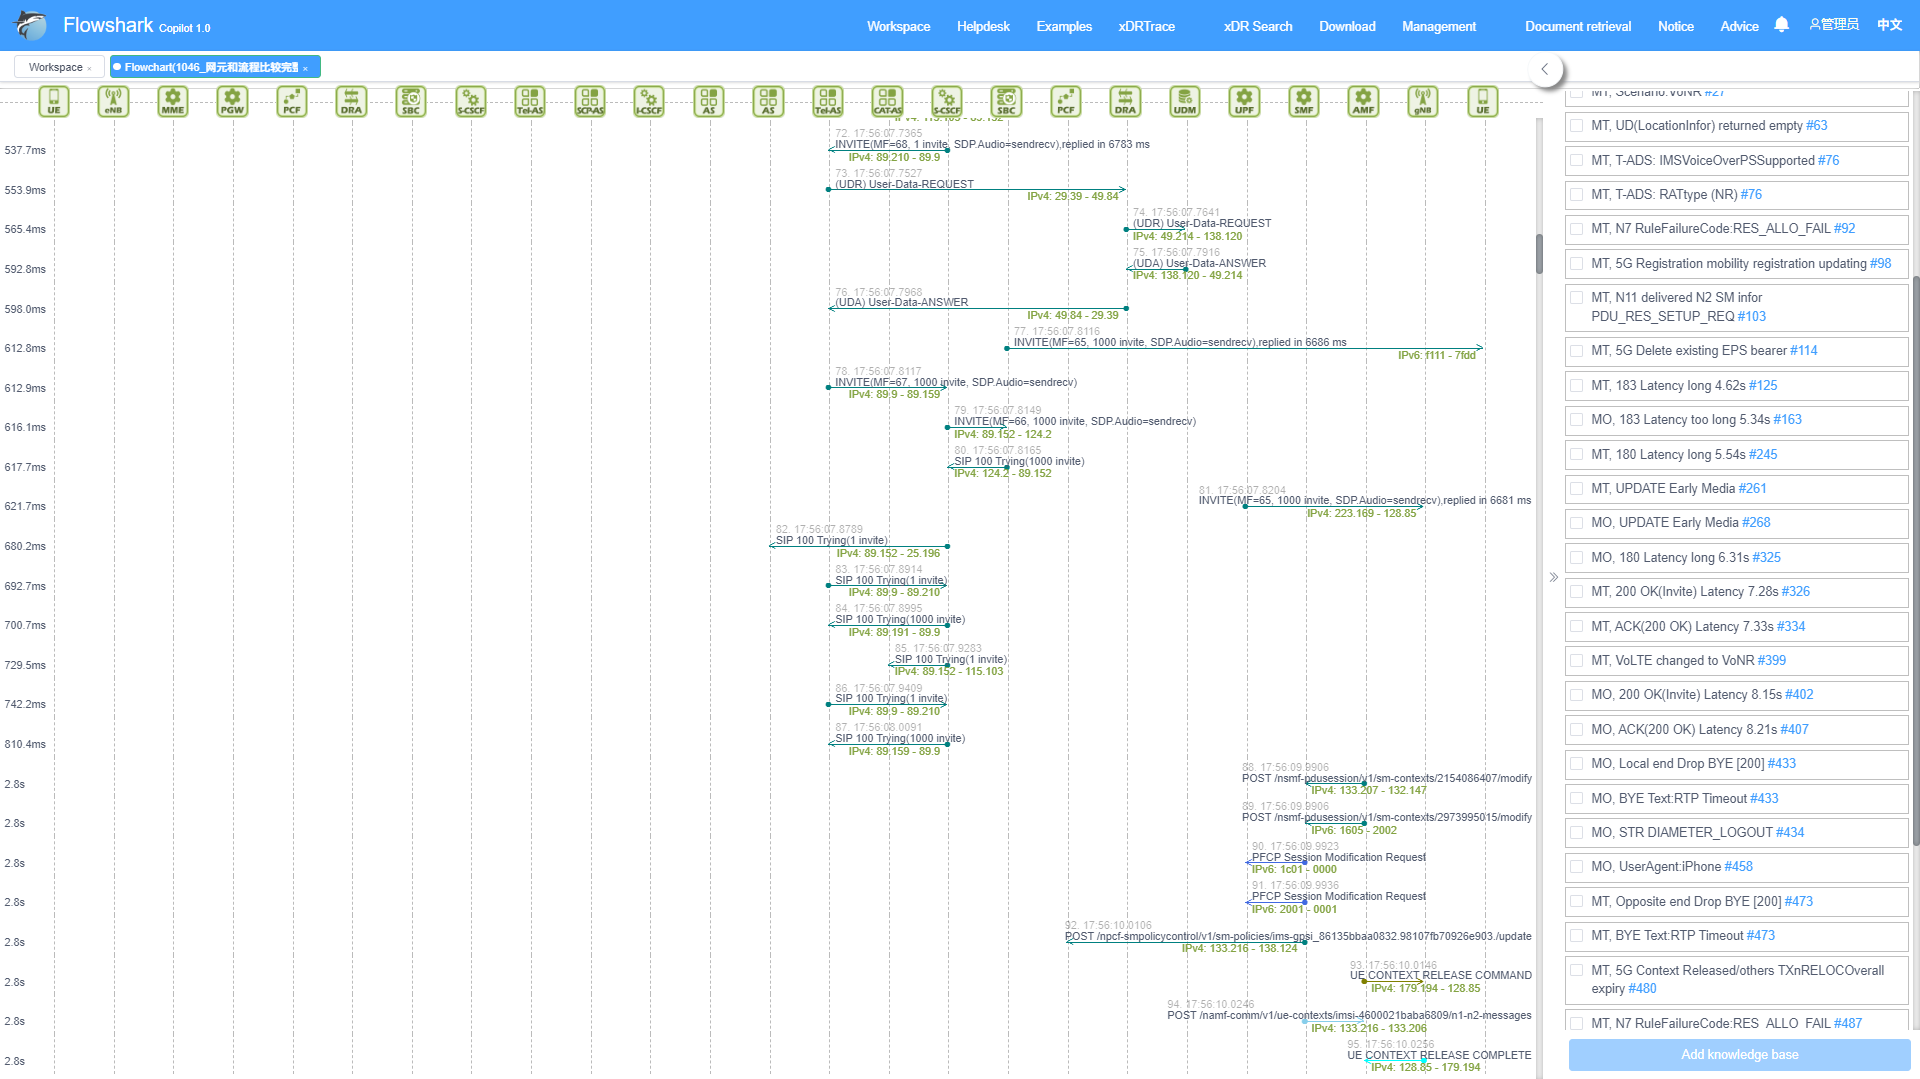 Flowshark Copilot 1.0
Workspace Helpdesk Examples xDRTrace xDR Search Download Management Document retrieval Notice Advice 管理员 中文
Workspace × Flowchart(1046_网元和流程比较完整 ×
UE eNB MME PGW PCF DRA SBC S-CSCF Tel-AS SCP-AS I-CSCF AS AS Tel-AS CAT-AS S-CSCF SBC PCF DRA UDM UPF SMF AMF gNB UE
72. 17:56:07.7365
537.7ms INVITE(MF=68, 1 invite, SDP.Audio=sendrecv),replied in 6783 ms
IPv4: 89.210 - 89.9
73. 17:56:07.7527
553.9ms (UDR) User-Data-REQUEST
IPv4: 29.39 - 49.84
74. 17:56:07.7641
565.4ms (UDR) User-Data-REQUEST
IPv4: 49.214 - 138.120
75. 17:56:07.7916
592.8ms (UDA) User-Data-ANSWER
IPv4: 138.120 - 49.214
76. 17:56:07.7968
598.0ms (UDA) User-Data-ANSWER
IPv4: 49.84 - 29.39
77. 17:56:07.8116
612.8ms INVITE(MF=65, 1000 invite, SDP.Audio=sendrecv),replied in 6686 ms
IPv6: f111 - 7fdd
78. 17:56:07.8117
612.9ms INVITE(MF=67, 1000 invite, SDP.Audio=sendrecv)
IPv4: 89.9 - 89.159
79. 17:56:07.8149
616.1ms INVITE(MF=66, 1000 invite, SDP.Audio=sendrecv)
IPv4: 89.152 - 124.2
80. 17:56:07.8165
617.7ms SIP 100 Trying(1000 invite)
IPv4: 124.2 - 89.152
81. 17:56:07.8204
621.7ms INVITE(MF=65, 1000 invite, SDP.Audio=sendrecv),replied in 6681 ms
IPv4: 223.169 - 128.85
82. 17:56:07.8789
680.2ms SIP 100 Trying(1 invite)
IPv4: 89.152 - 25.196
83. 17:56:07.8914
692.7ms SIP 100 Trying(1 invite)
IPv4: 89.9 - 89.210
84. 17:56:07.8995
700.7ms SIP 100 Trying(1000 invite)
IPv4: 89.191 - 89.9
85. 17:56:07.9283
729.5ms SIP 100 Trying(1 invite)
IPv4: 89.152 - 115.103
86. 17:56:07.9409
742.2ms SIP 100 Trying(1 invite)
IPv4: 89.9 - 89.210
87. 17:56:08.0091
810.4ms SIP 100 Trying(1000 invite)
IPv4: 89.159 - 89.9
88. 17:56:09.9906
2.8s POST /nsmf-pdusession/v1/sm-contexts/2154086407/modify
IPv4: 133.207 - 132.147
89. 17:56:09.9906
2.8s POST /nsmf-pdusession/v1/sm-contexts/2973995015/modify
IPv6: 1605 - 2002
90. 17:56:09.9923
2.8s PFCP Session Modification Request
IPv6: 1c01 - 0000
91. 17:56:09.9936
2.8s PFCP Session Modification Request
IPv6: 2001 - 0001
92. 17:56:10.0106
2.8s POST /npcf-smpolicycontrol/v1/sm-policies/ims-gpsi_86135bbaa0832.98107fb70926e903./update
IPv4: 133.216 - 138.124
93. 17:56:10.0146
2.8s UE CONTEXT RELEASE COMMAND
IPv4: 179.194 - 128.85
94. 17:56:10.0246
2.8s POST /namf-comm/v1/ue-contexts/imsi-4600021baba6809/n1-n2-messages
IPv4: 133.216 - 133.206
95. 17:56:10.0256
2.8s UE CONTEXT RELEASE COMPLETE
IPv4: 128.85 - 179.194
MT, Scenario:VoNR #27
MT, UD(LocationInfor) returned empty #63
MT, T-ADS: IMSVoiceOverPSSupported #76
MT, T-ADS: RATtype (NR) #76
MT, N7 RuleFailureCode:RES_ALLO_FAIL #92
MT, 5G Registration mobility registration updating #98
MT, N11 delivered N2 SM infor
PDU_RES_SETUP_REQ #103
MT, 5G Delete existing EPS bearer #114
MT, 183 Latency long 4.62s #125
MO, 183 Latency too long 5.34s #163
MT, 180 Latency long 5.54s #245
MT, UPDATE Early Media #261
MO, UPDATE Early Media #268
MO, 180 Latency long 6.31s #325
MT, 200 OK(Invite) Latency 7.28s #326
MT, ACK(200 OK) Latency 7.33s #334
MT, VoLTE changed to VoNR #399
MO, 200 OK(Invite) Latency 8.15s #402
MO, ACK(200 OK) Latency 8.21s #407
MO, Local end Drop BYE [200] #433
MO, BYE Text:RTP Timeout #433
MO, STR DIAMETER_LOGOUT #434
MO, UserAgent:iPhone #458
MT, Opposite end Drop BYE [200] #473
MT, BYE Text:RTP Timeout #473
MT, 5G Context Released/others TXnRELOCOverall
expiry #480
MT, N7 RuleFailureCode:RES_ALLO_FAIL #487
Add knowledge base